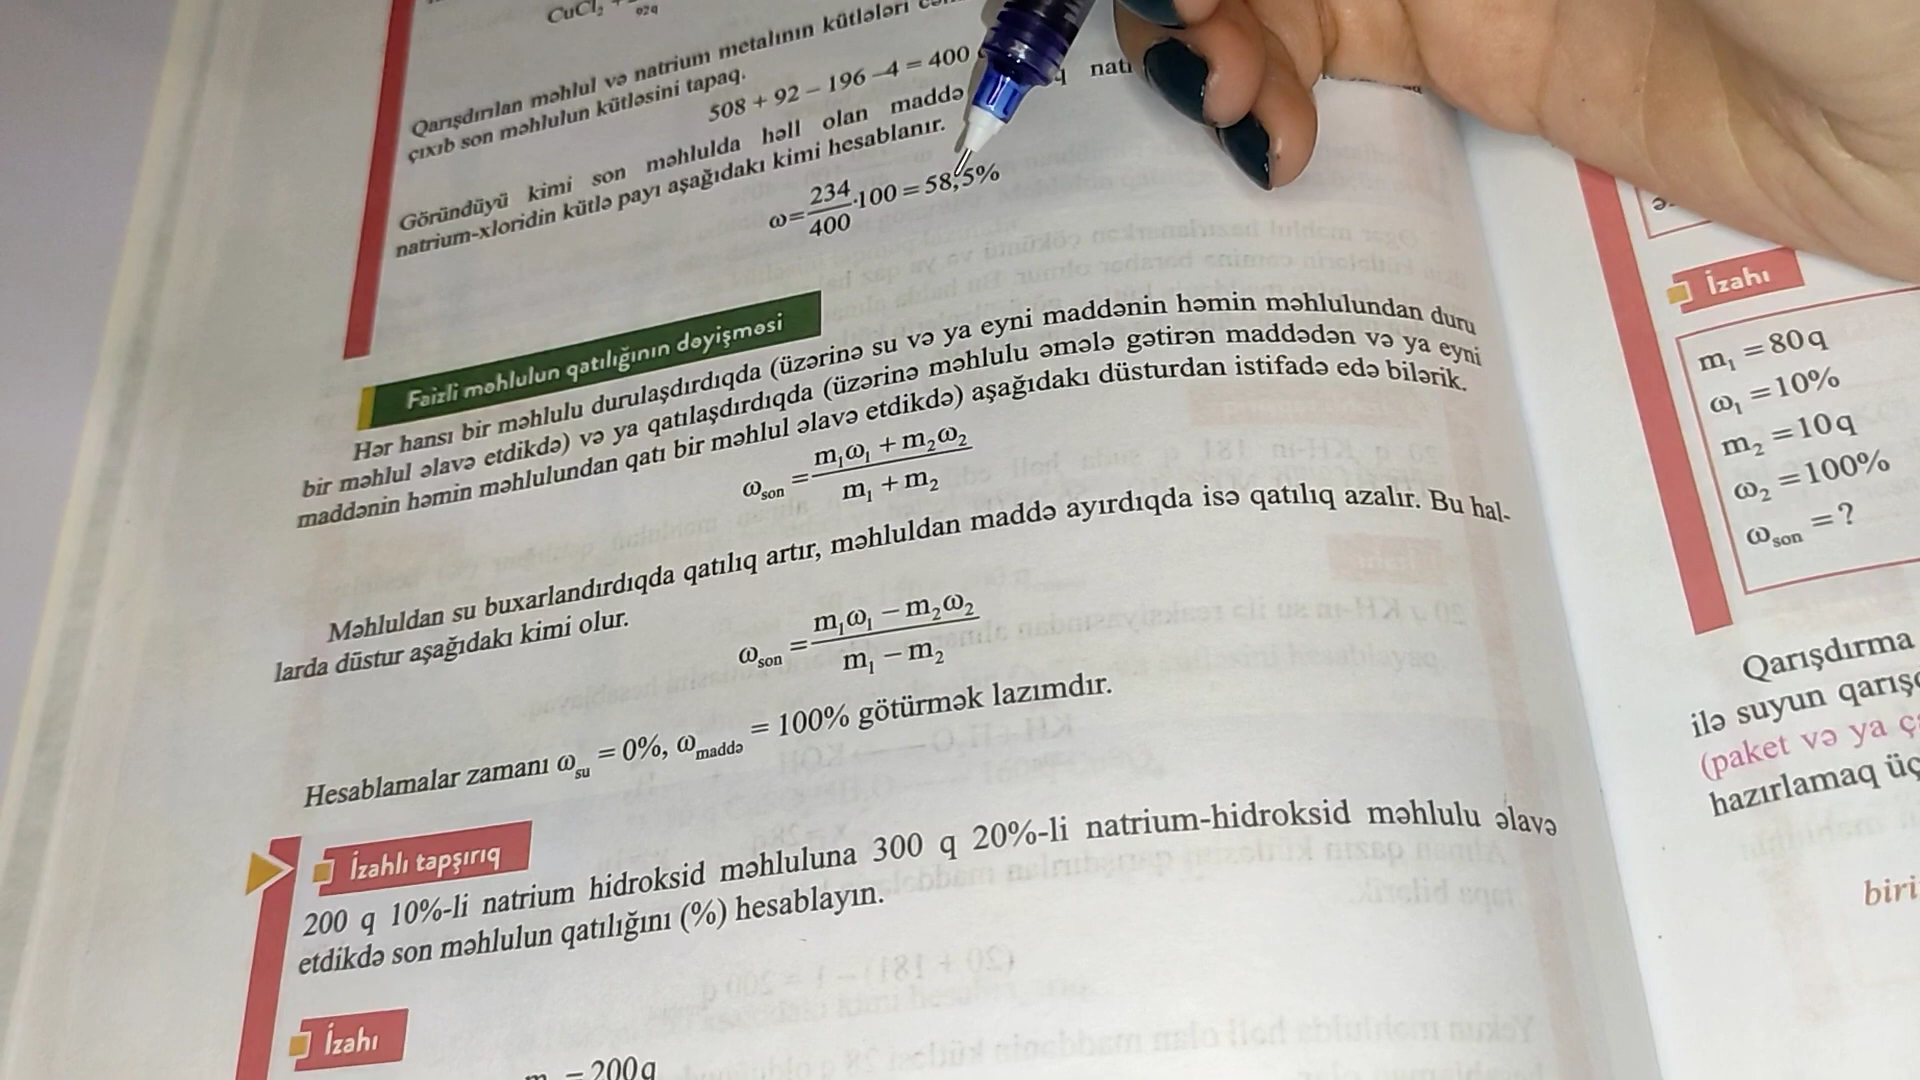 CuCl₂ +
92q
Qarışdırılan məhlul və natrium metalının kütlələri
çıxıb son məhlulun kütləsini tapaq.
508 + 92 – 196 –4 = 400
Göründüyü kimi son məhlulda həll olan maddə
natrium-xloridin kütlə payı aşağıdakı kimi hesablanır.
ω = 234/400 · 100 = 58,5%
Faizli məhlulun qatılığının dəyişməsi
Hər hansı bir məhlulu durulaşdırdıqda (üzərinə su və ya eyni maddənin həmin məhlulundan duru
bir məhlul əlavə etdikdə) və ya qatılaşdırdıqda (üzərinə məhlulu əmələ gətirən maddədən və ya eyni
maddənin həmin məhlulundan qatı bir məhlul əlavə etdikdə) aşağıdakı düsturdan istifadə edə bilərik.
ω_son = (m₁ω₁ + m₂ω₂)/(m₁ + m₂)
Məhluldan su buxarlandırdıqda qatılıq artır, məhluldan maddə ayırdıqda isə qatılıq azalır. Bu hal-
larda düstur aşağıdakı kimi olur.
ω_son = (m₁ω₁ – m₂ω₂)/(m₁ – m₂)
Hesablamalar zamanı ω_su = 0%, ω_maddə = 100% götürmək lazımdır.
İzahlı tapşırıq
200 q 10%-li natrium hidroksid məhluluna 300 q 20%-li natrium-hidroksid məhlulu əlavə
etdikdə son məhlulun qatılığını (%) hesablayın.
İzahı
= 200q
İzahı
m₁ = 80q
ω₁ = 10%
m₂ = 10q
ω₂ = 100%
ω_son = ?
Qarışdırma
ilə suyun
(paket və ya
hazırlamaq